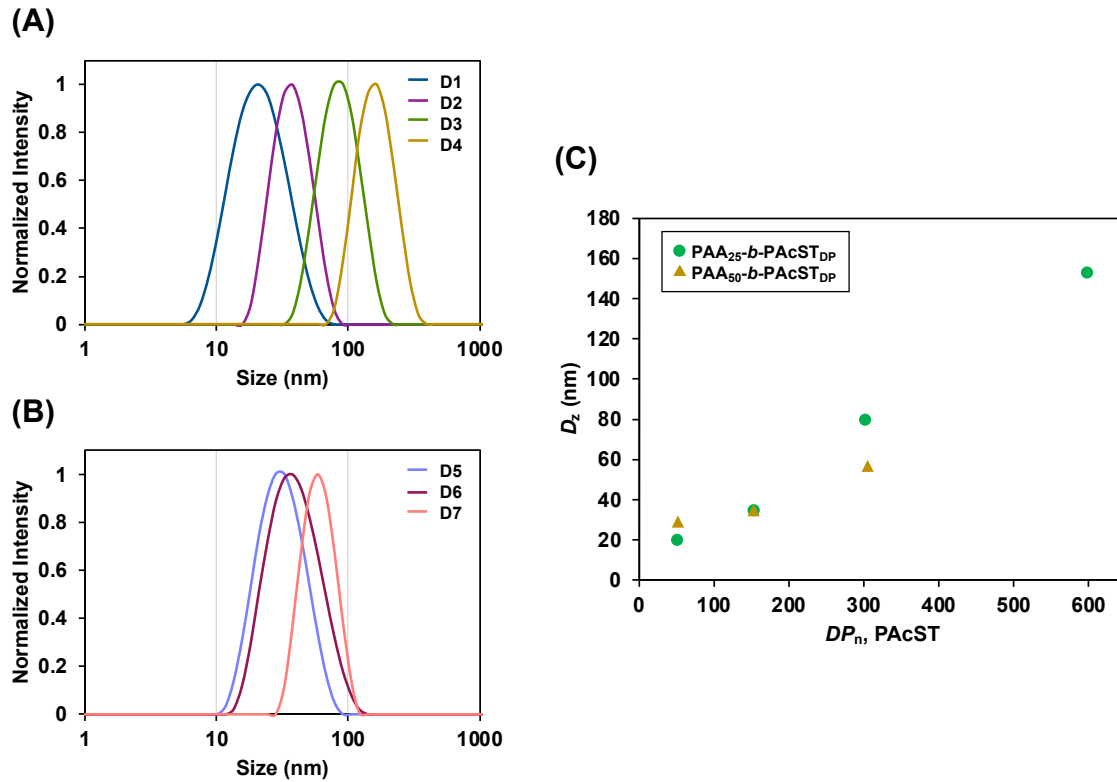 (A)
Normalized Intensity
1
0.8
0.6
0.4
0.2
0
D1
D2
D3
D4
1 10 100 1000
Size (nm)
(B)
Normalized Intensity
1
0.8
0.6
0.4
0.2
0
D5
D6
D7
1 10 100 1000
Size (nm)
(C)
D_z (nm)
180
160
140
120
100
80
60
40
20
0
PAA₂₅-b-PAcST_DP
PAA₅₀-b-PAcST_DP
0 100 200 300 400 500 600
DPₙ, PAcST